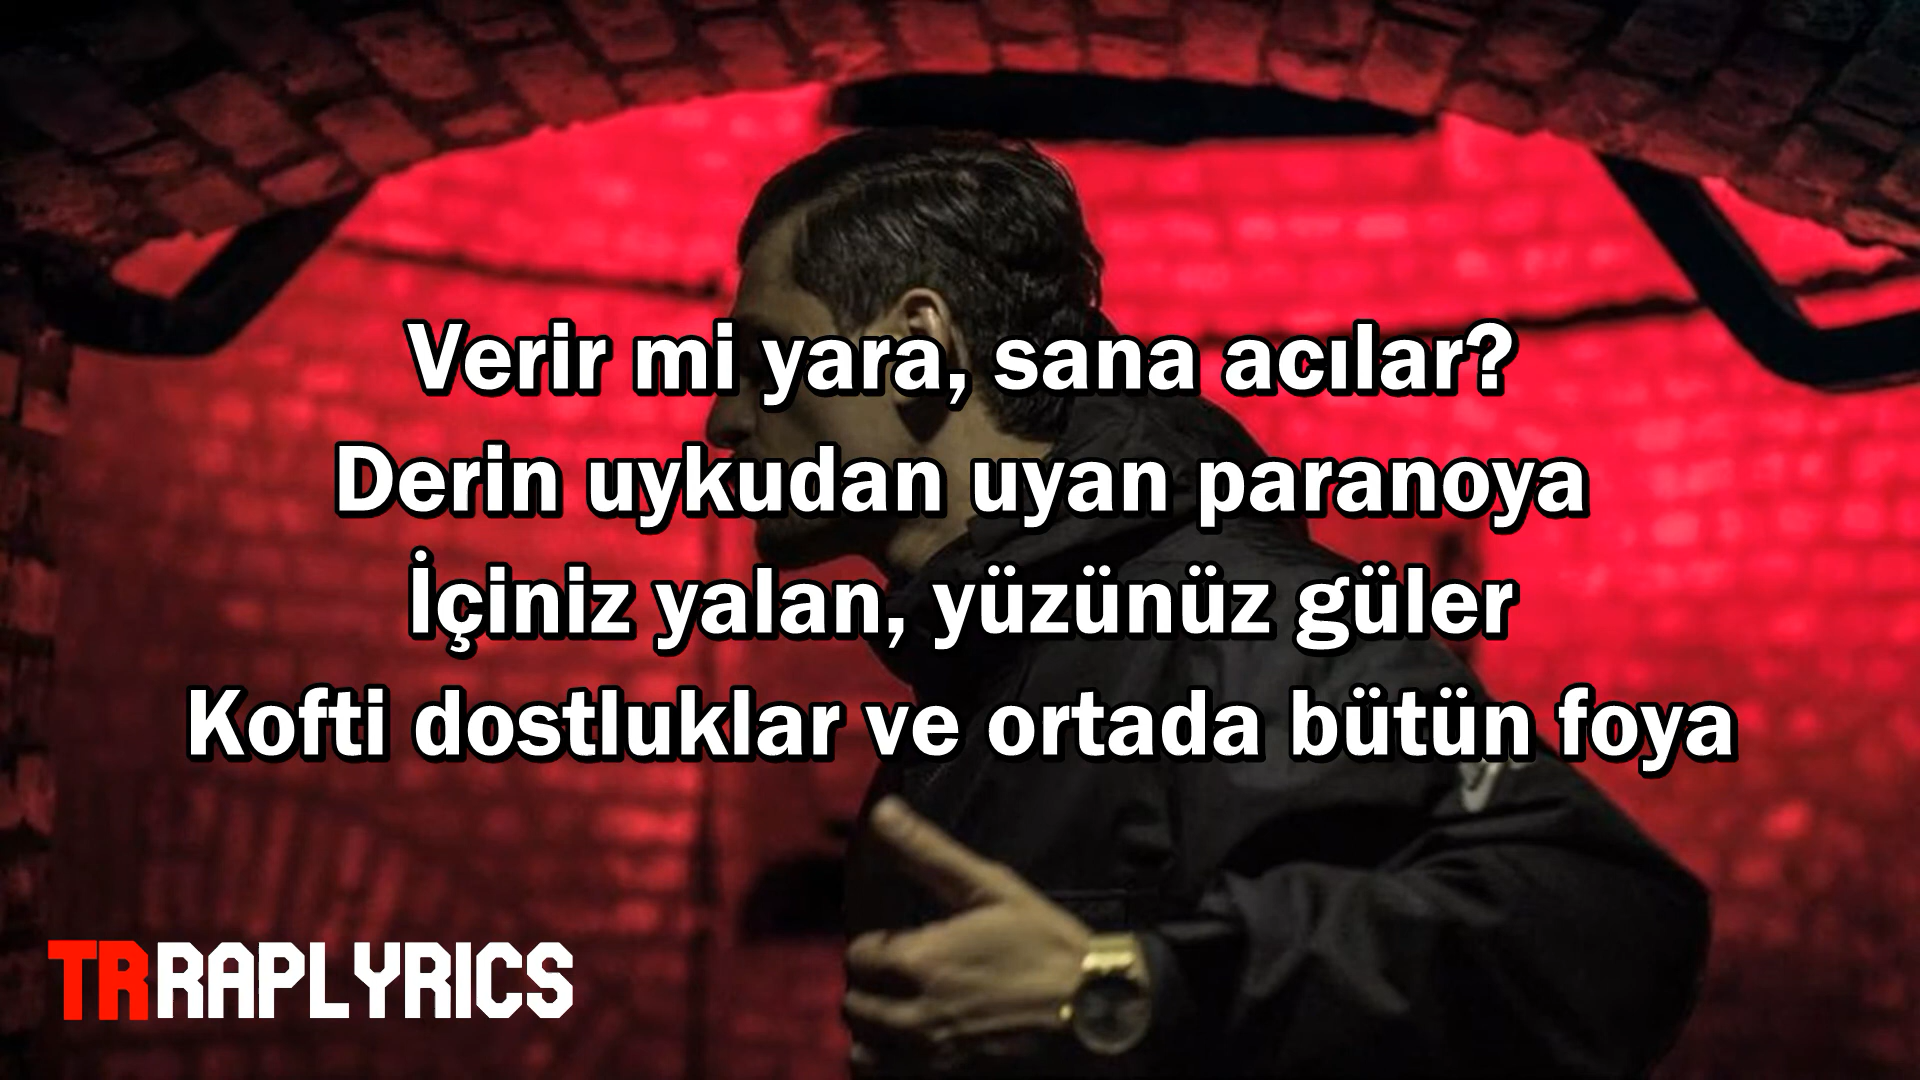 Verir mi yara, sana acılar?
Derin uykudan uyan paranoya
İçiniz yalan, yüzünüz güler
Kofti dostluklar ve ortada bütün foya
TRRAPLYRICS